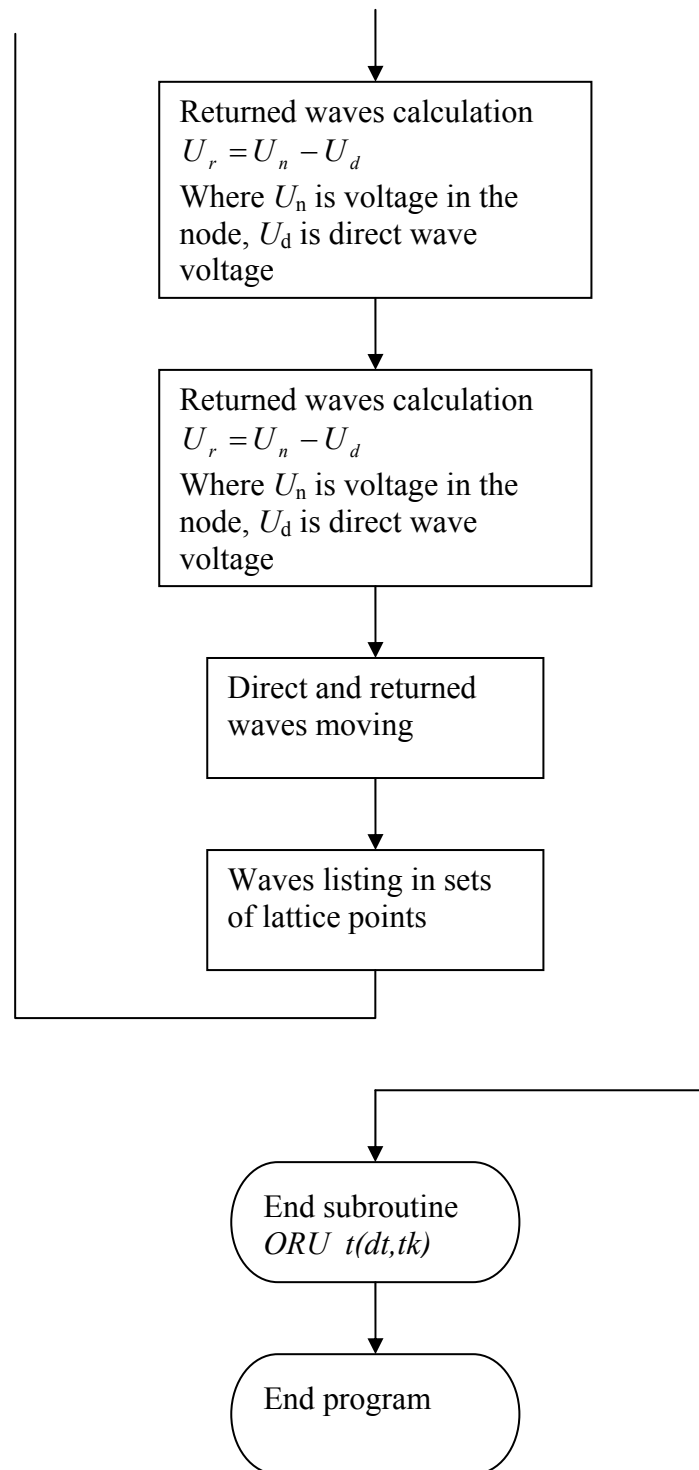 Returned waves calculation
U_r = U_n − U_d
Where U_n is voltage in the
node, U_d is direct wave
voltage
Returned waves calculation
U_r = U_n − U_d
Where U_n is voltage in the
node, U_d is direct wave
voltage
Direct and returned
waves moving
Waves listing in sets
of lattice points
End subroutine
ORU t(dt,tk)
End program